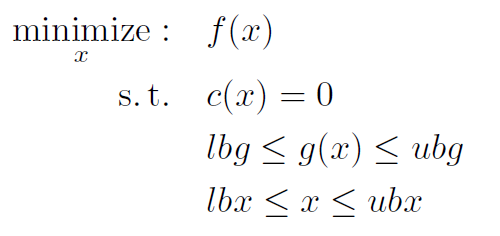 minimize : f(x)
x
s. t. c(x) = 0
lbg ≤ g(x) ≤ ubg
lbx ≤ x ≤ ubx